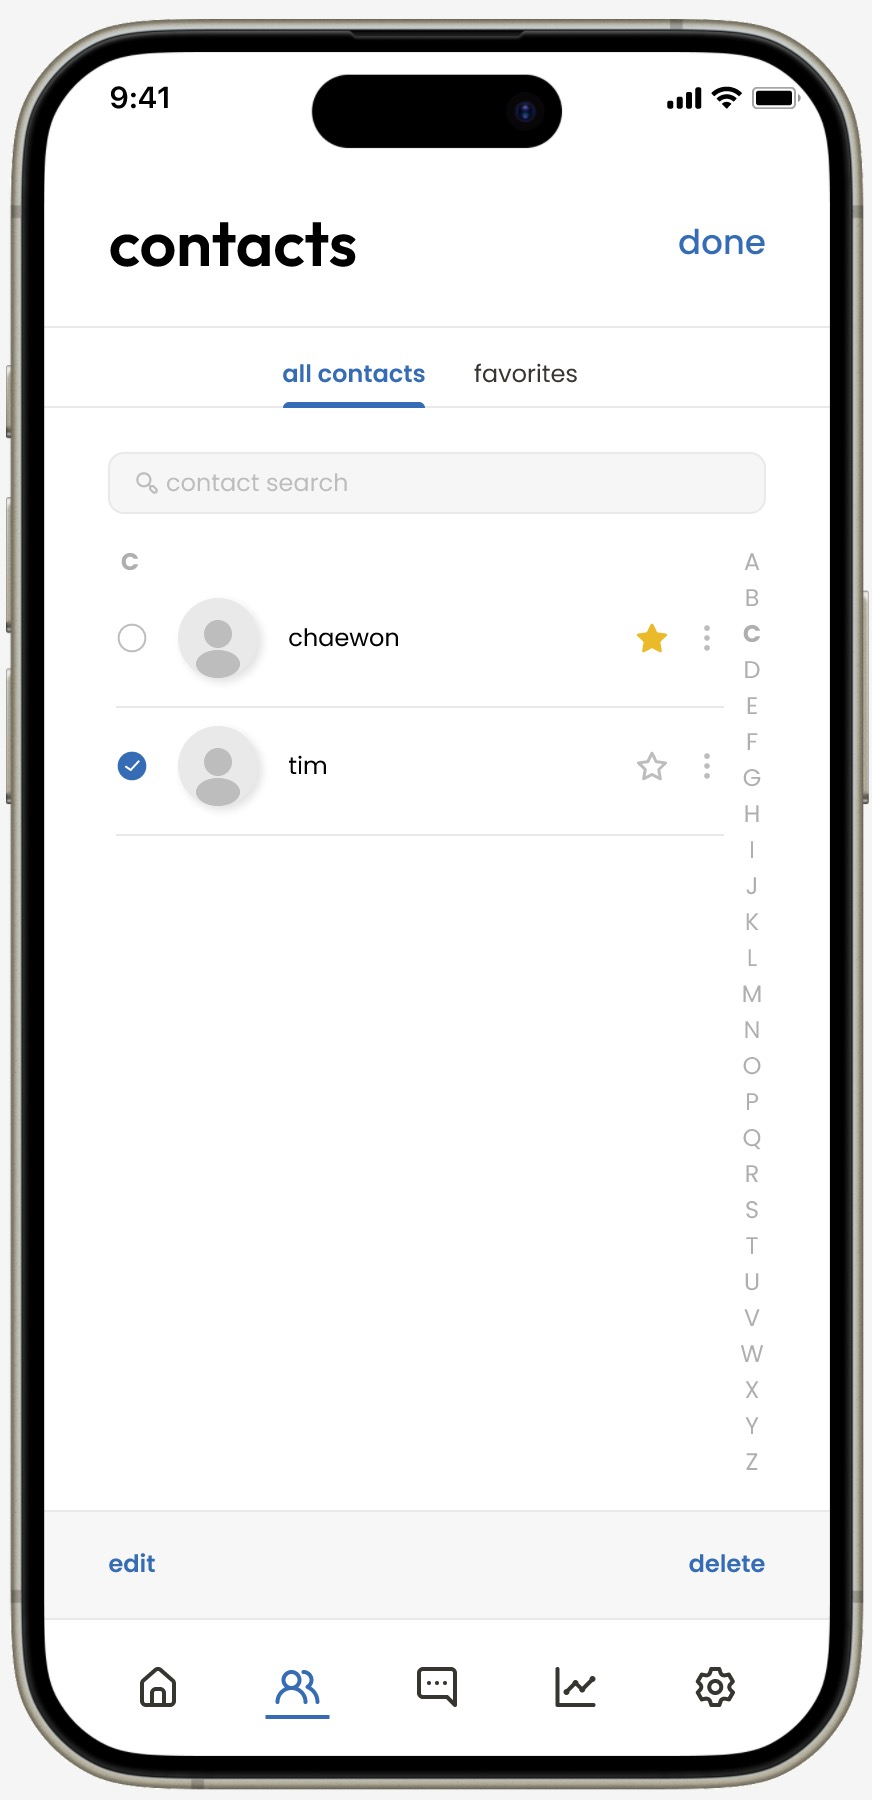 9:41
contacts done
all contacts favorites
contact search
C
chaewon
tim
A
B
C
D
E
F
G
H
I
J
K
L
M
N
O
P
Q
R
S
T
U
V
W
X
Y
Z
edit delete